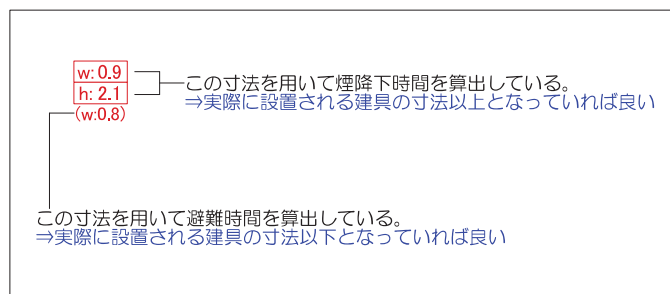 w: 0.9
h: 2.1
(w:0.8)
この寸法を用いて煙降下時間を算出している。
⇒実際に設置される建具の寸法以上となっていれば良い
この寸法を用いて避難時間を算出している。
⇒実際に設置される建具の寸法以下となっていれば良い